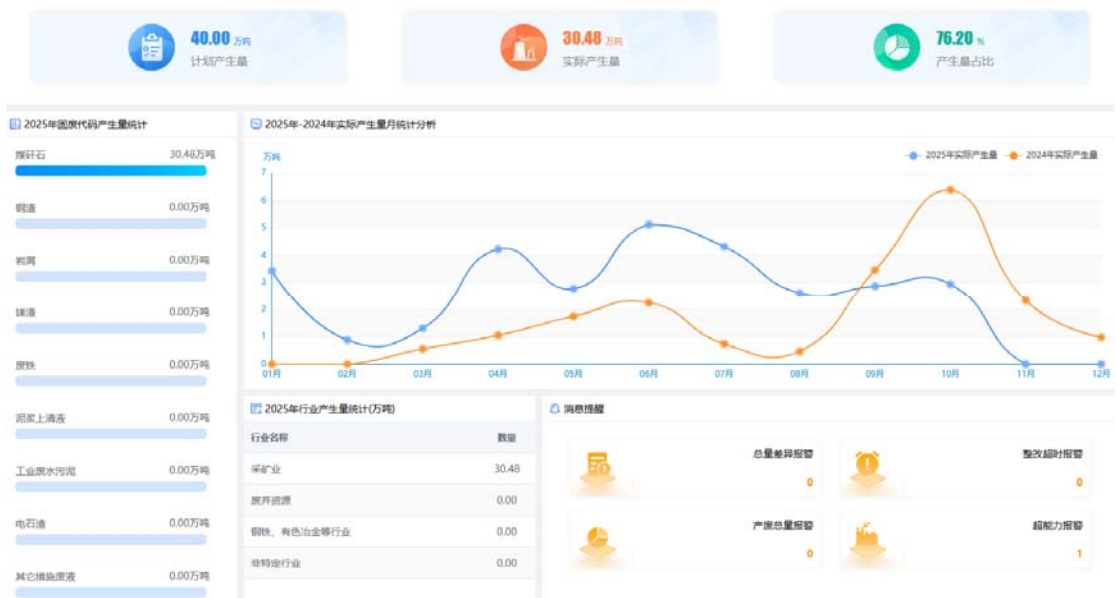 40.00 万吨
计划产生量
30.48 万吨
实际产生量
76.20 %
产生量占比
2025年固废代码产生量统计
煤矸石 30.48万吨
钢渣 0.00万吨
岩屑 0.00万吨
镁渣 0.00万吨
废铁 0.00万吨
泥浆上清液 0.00万吨
工业废水污泥 0.00万吨
电石渣 0.00万吨
其它措施废液 0.00万吨
2025年-2024年实际产生量月统计分析
万吨
2025年实际产生量 2024年实际产生量
7
6
5
4
3
2
1
0
01月 02月 03月 04月 05月 06月 07月 08月 09月 10月 11月 12月
2025年行业产生量统计(万吨)
行业名称 数量
采矿业 30.48
废弃资源 0.00
钢铁、有色冶金等行业 0.00
非特定行业 0.00
消息提醒
总量差异报警
0
整改超时报警
0
产废总量报警
0
超能力报警
1